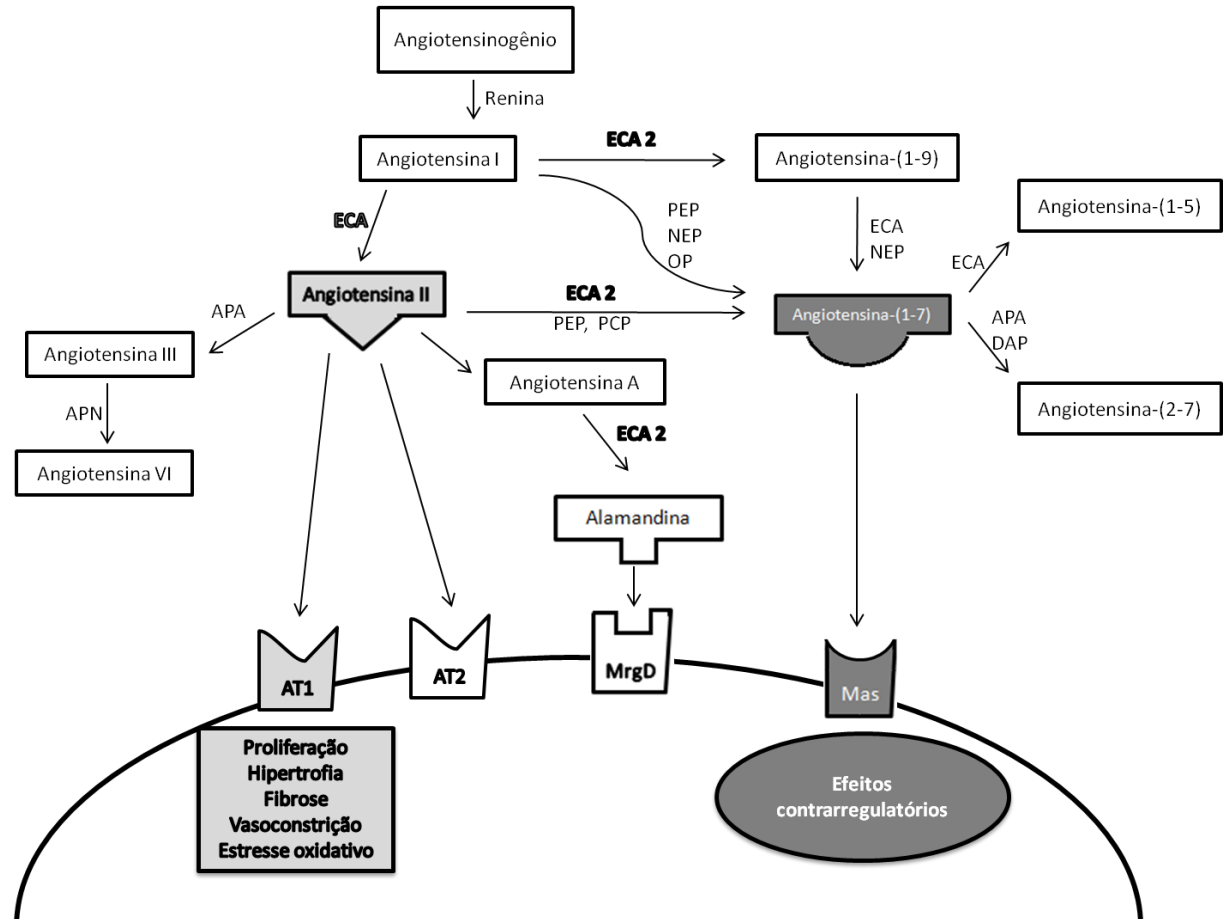 Angiotensinogênio
Renina
Angiotensina I
ECA 2
Angiotensina-(1-9)
ECA
PEP
NEP
OP
ECA
NEP
Angiotensina-(1-5)
ECA
Angiotensina II
ECA 2
PEP, PCP
Angiotensina-(1-7)
APA
DAP
Angiotensina-(2-7)
APA
Angiotensina III
APN
Angiotensina VI
Angiotensina A
ECA 2
Alamandina
AT1
AT2
MrgD
Mas
Proliferação
Hipertrofia
Fibrose
Vasoconstrição
Estresse oxidativo
Efeitos
contrarregulatórios